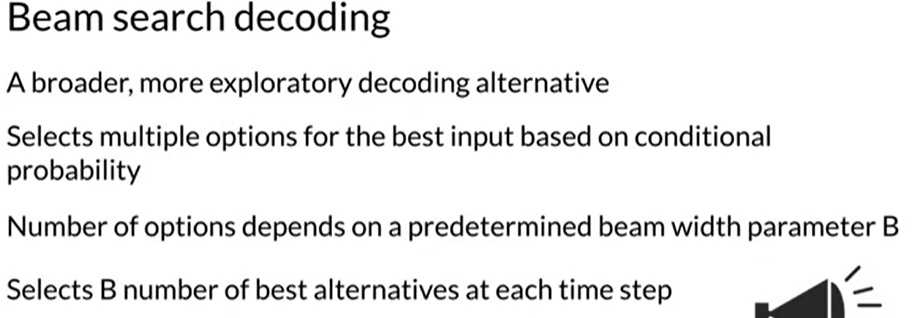 Beam search decoding
A broader, more exploratory decoding alternative
Selects multiple options for the best input based on conditional
probability
Number of options depends on a predetermined beam width parameter B
Selects B number of best alternatives at each time step